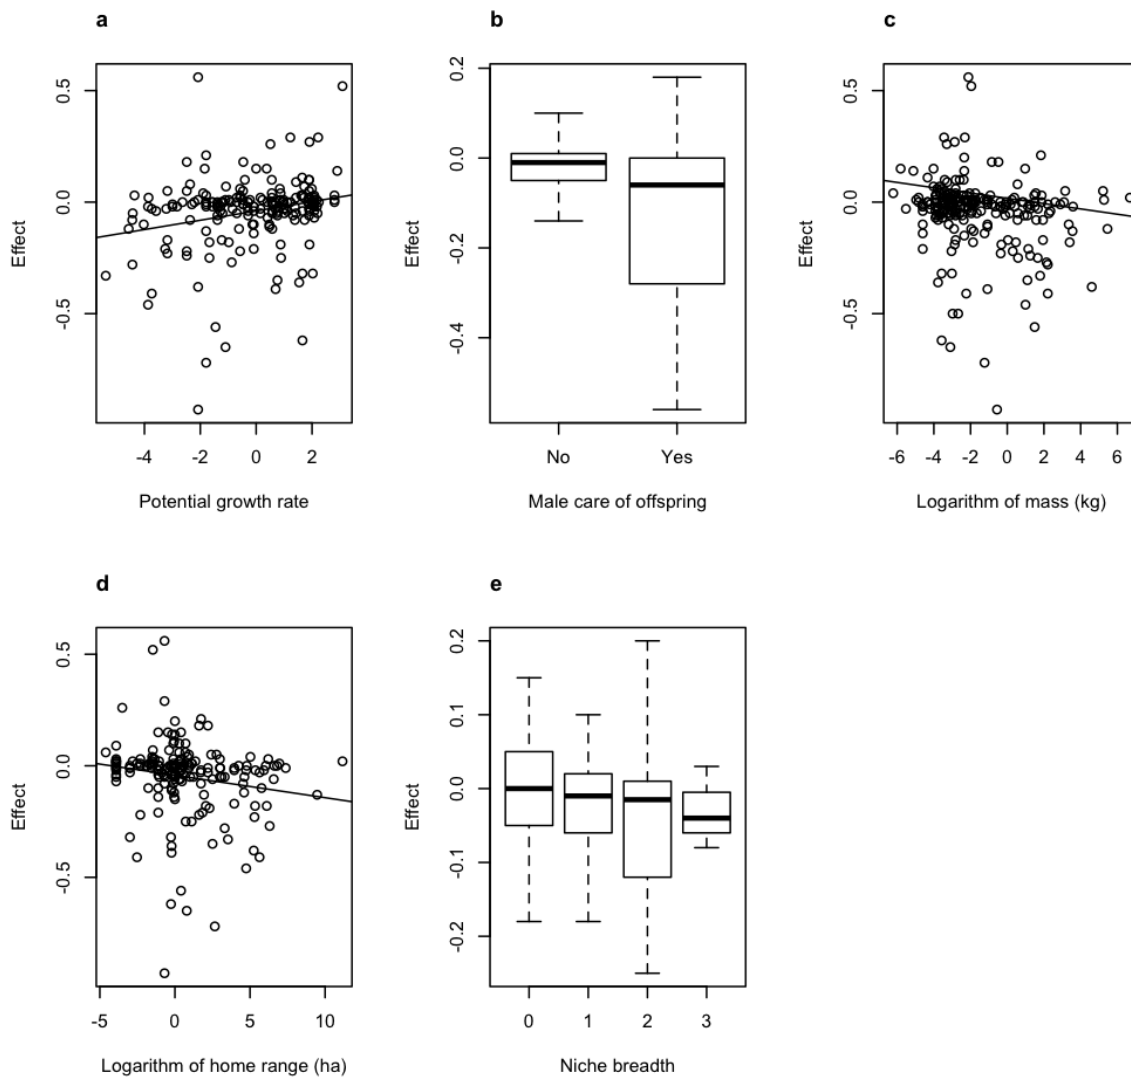 a
b
c
0.5
0.0
-0.5
Effect
-4 -2 0 2
Potential growth rate
0.2
0.0
-0.2
-0.4
Effect
No Yes
Male care of offspring
0.5
0.0
-0.5
Effect
-6 -4 -2 0 2 4 6
Logarithm of mass (kg)
d
e
0.5
0.0
-0.5
Effect
-5 0 5 10
Logarithm of home range (ha)
0.2
0.1
0.0
-0.1
-0.2
Effect
0 1 2 3
Niche breadth